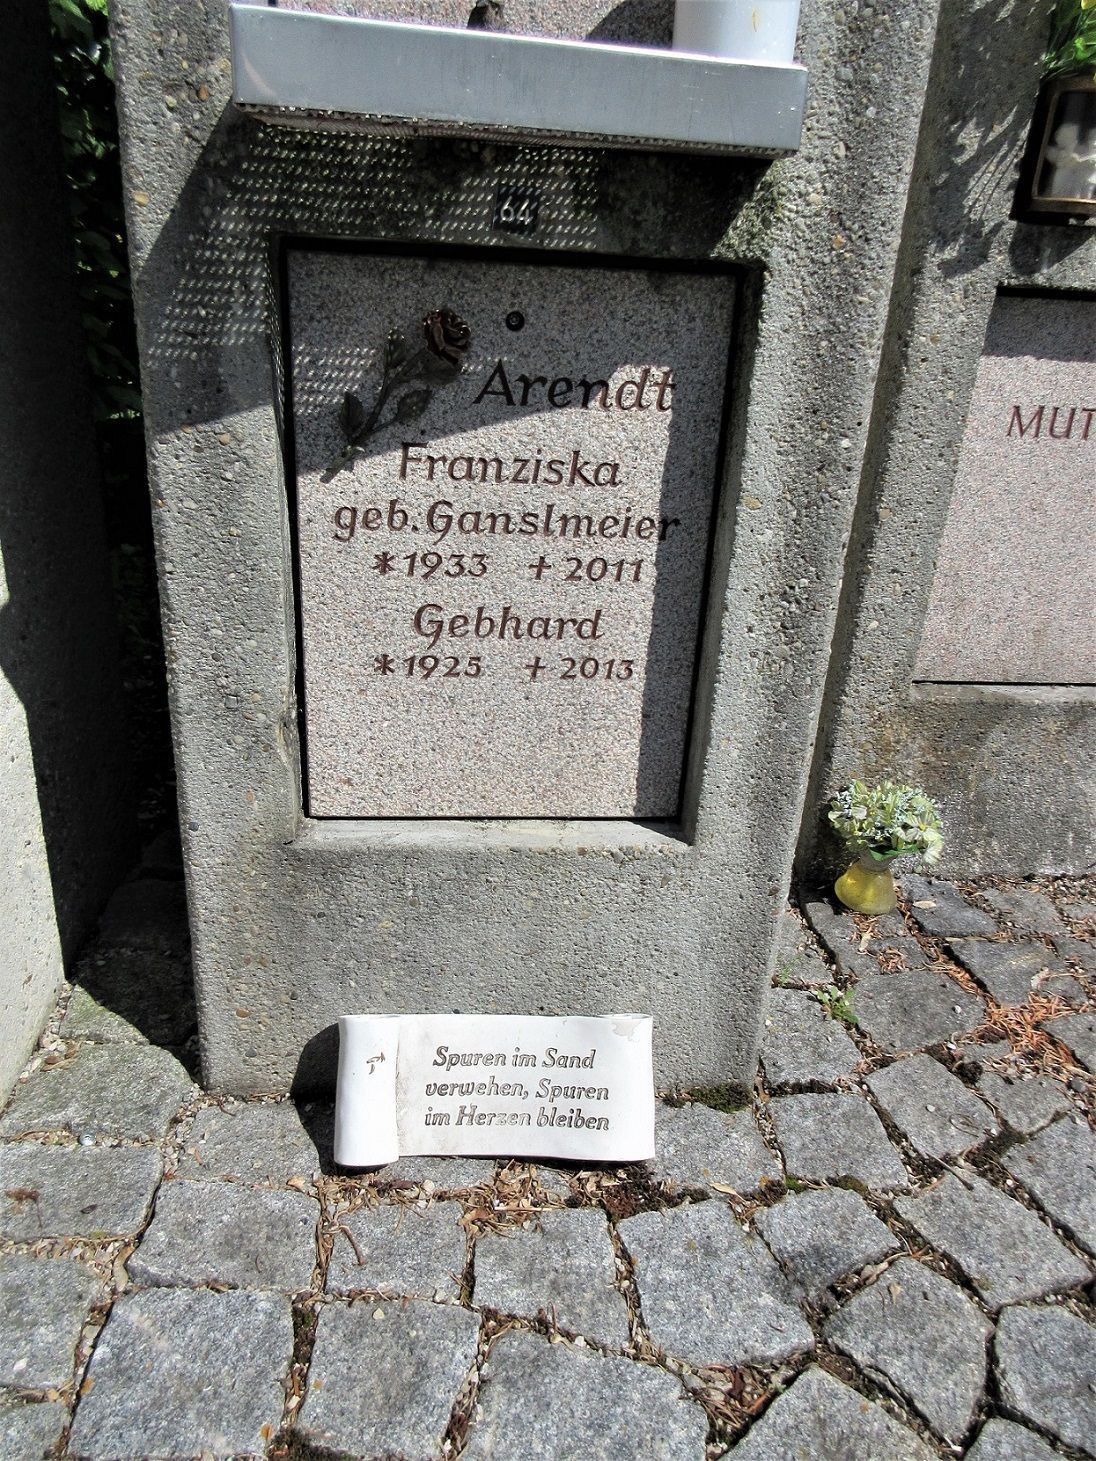 64
Arendt
Franziska
geb. Ganslmeier
*1933 +2011
Gebhard
*1925 +2013
MUT
Spuren im Sand
verwehen, Spuren
im Herzen bleiben